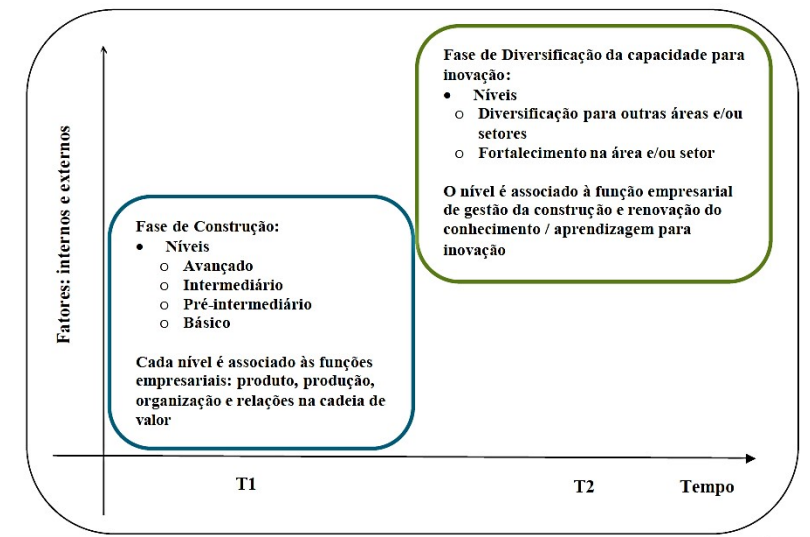 Fatores: internos e externos
Fase de Construção:
• Níveis
o Avançado
o Intermediário
o Pré-intermediário
o Básico
Cada nível é associado às funções
empresariais: produto, produção,
organização e relações na cadeia de
valor
Fase de Diversificação da capacidade para
inovação:
• Níveis
o Diversificação para outras áreas e/ou
setores
o Fortalecimento na área e/ou setor
O nível é associado à função empresarial
de gestão da construção e renovação do
conhecimento / aprendizagem para
inovação
T1
T2
Tempo